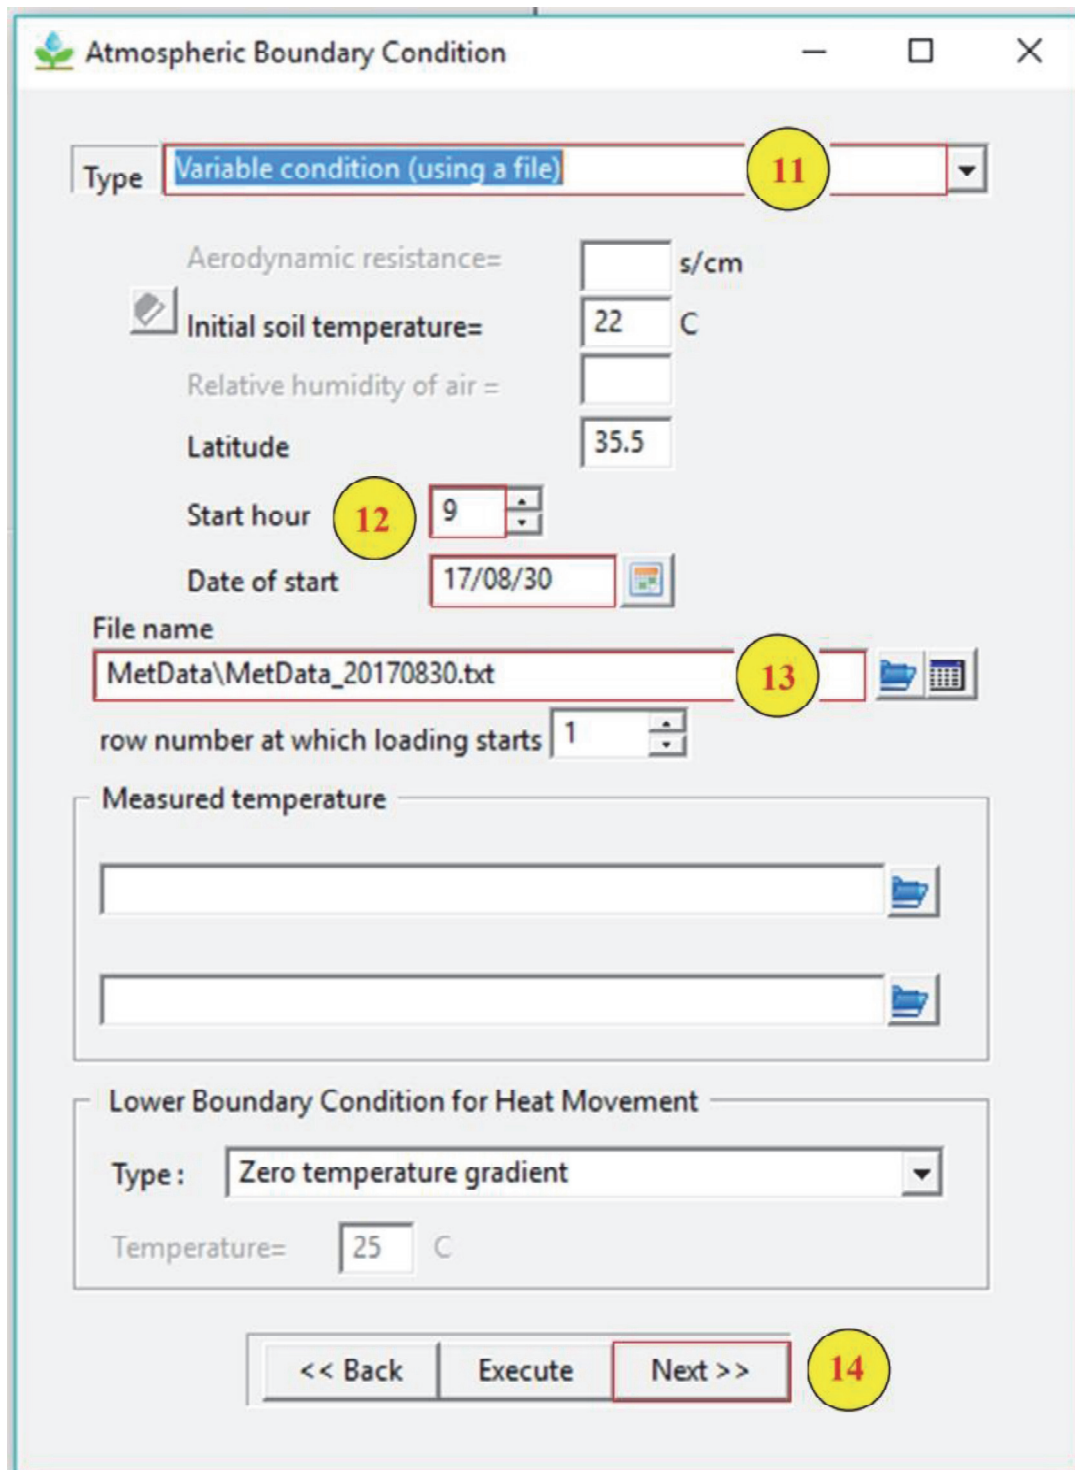 Atmospheric Boundary Condition
Type Variable condition (using a file) 11
Aerodynamic resistance= s/cm
Initial soil temperature= 22 C
Relative humidity of air =
Latitude 35.5
Start hour 12 9
Date of start 17/08/30
File name
MetData\MetData_20170830.txt 13
row number at which loading starts 1
Measured temperature
Lower Boundary Condition for Heat Movement
Type : Zero temperature gradient
Temperature= 25 C
<< Back Execute Next >> 14